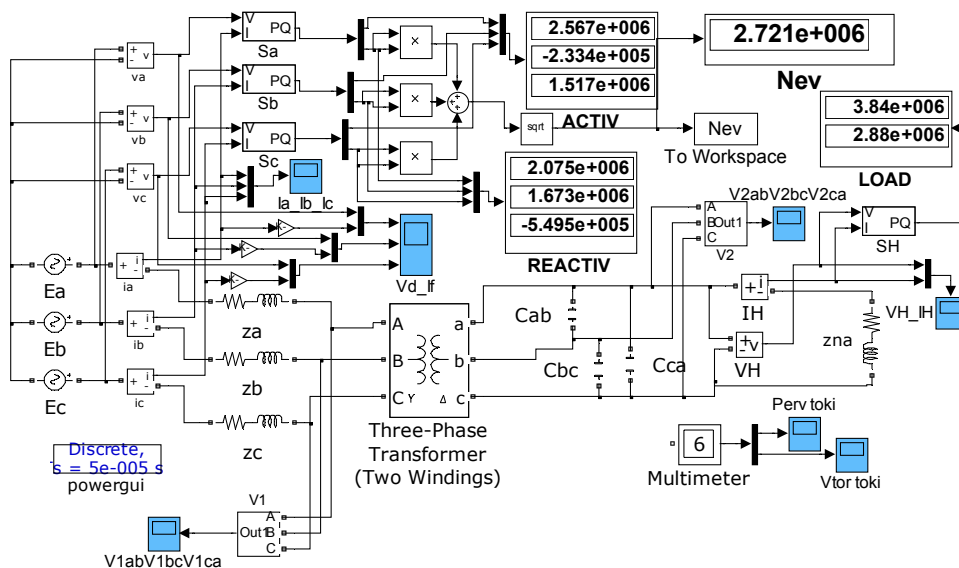 V
I
PQ
Sa
V
I
PQ
Sb
V
I
PQ
Sc
+
-
v
va
+
-
v
vb
+
-
v
vc
×
×
×
2.567e+006
-2.334e+005
1.517e+006
ACTIV
2.721e+006
Nev
sqrt
Nev
To Workspace
3.84e+006
2.88e+006
LOAD
2.075e+006
1.673e+006
-5.495e+005
REACTIV
Ia_Ib_Ic
K-
K-
K-
Vd_If
V2abV2bcV2ca
A
B
C
Out1
V2
V
I
PQ
SH
VH_IH
Ea
Eb
Ec
+
i
-
ia
+
i
-
ib
+
i
-
ic
za
zb
zc
A
B
C
Y
a
b
c
Δ
Three-Phase
Transformer
(Two Windings)
Cab
Cbc
Cca
+
i
-
IH
+
-
v
VH
zna
Discrete,
s = 5e-005 s
powergui
V1
Out1
A
B
C
V1abV1bcV1ca
6
Multimeter
Perv toki
Vtor toki